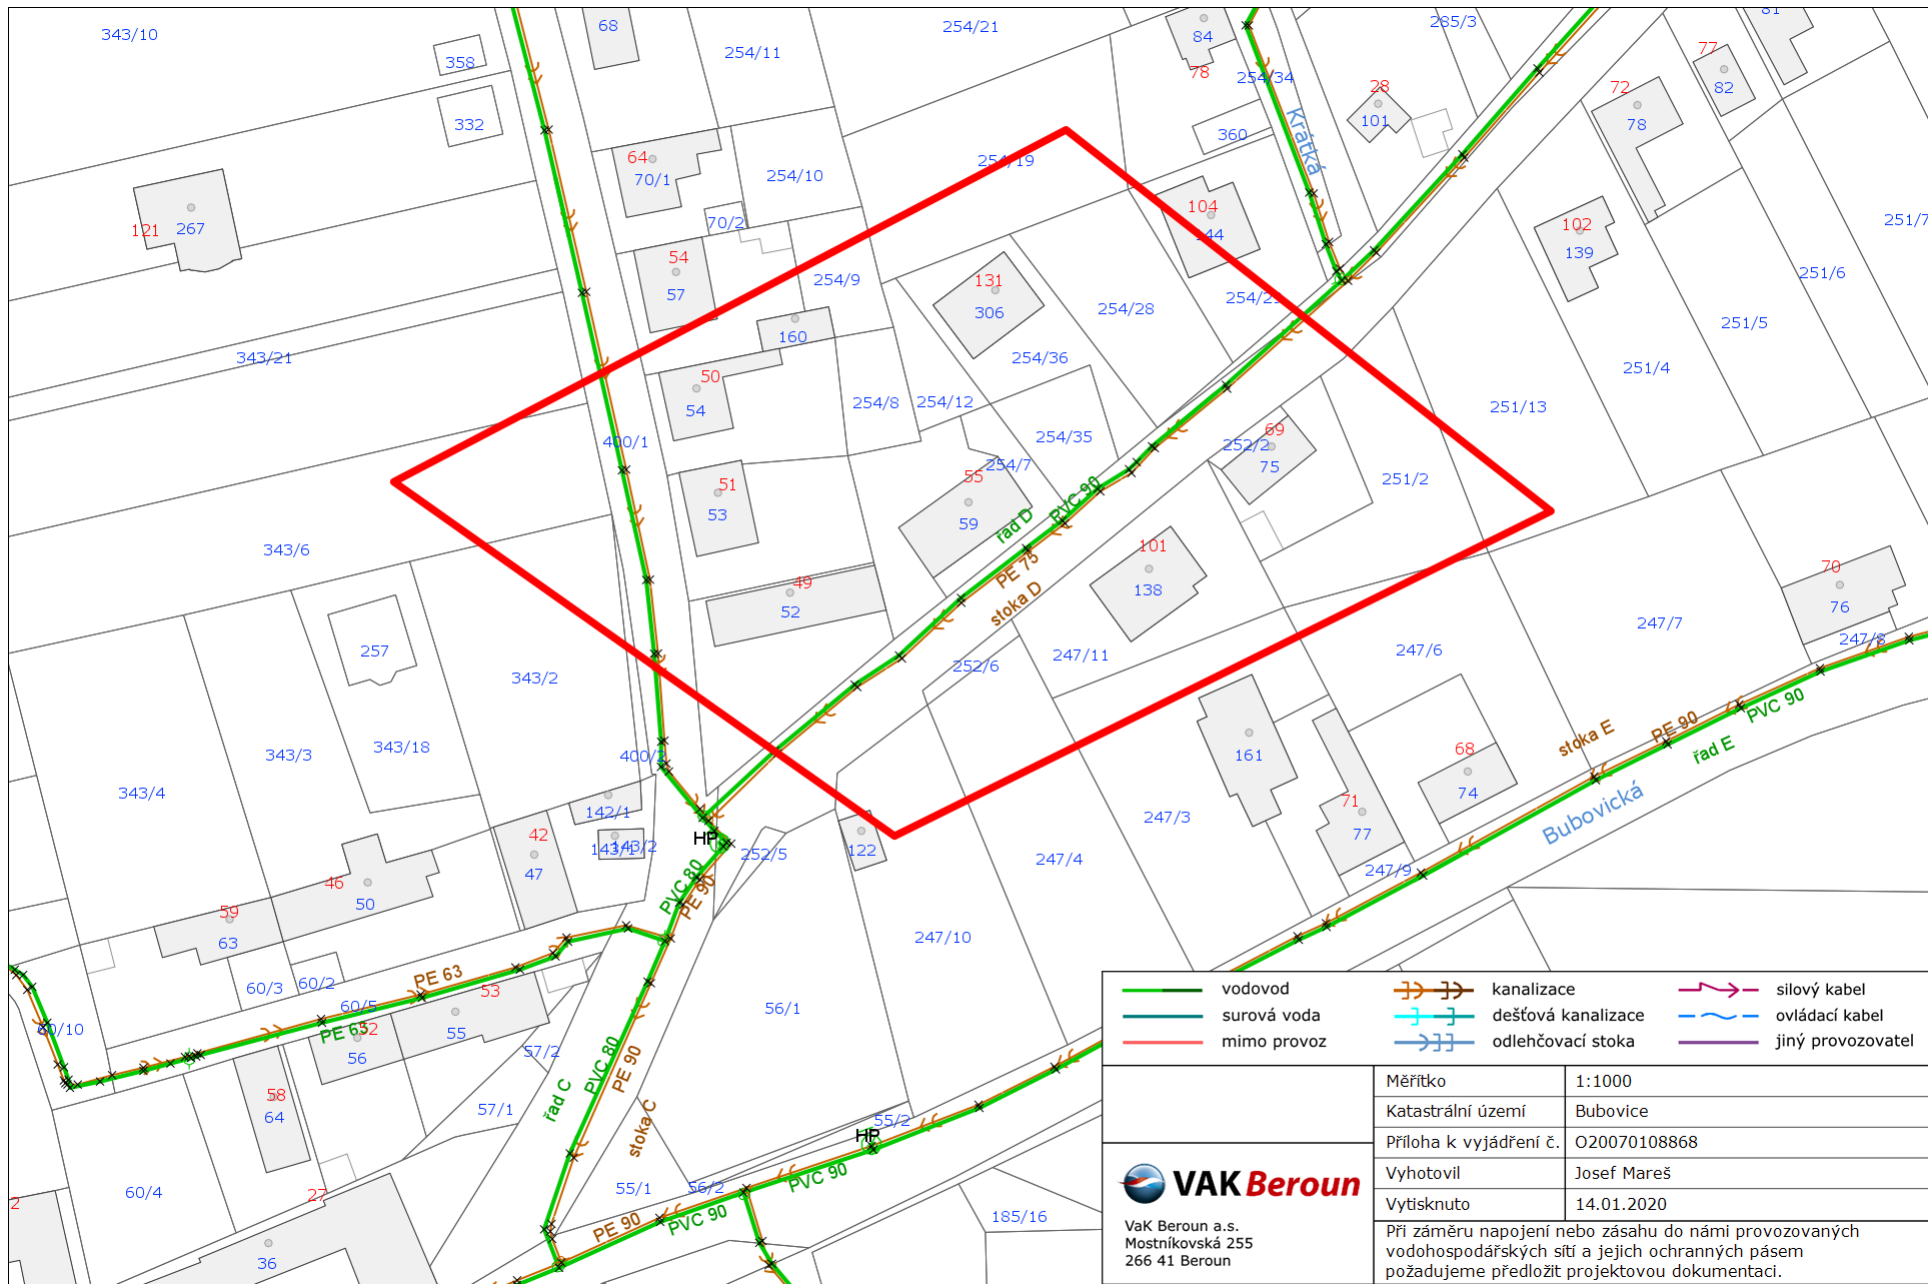 343/10
358
68
254/11
254/21
84
78
254/34
285/3
28
101
77
82
81
72
78
332
64
70/1
254/10
254/19
360
Krátká
121
267
70/2
104
144
102
139
251/7
54
57
254/9
131
306
254/28
254/29
251/6
251/5
343/21
160
50
54
254/36
254/8
254/12
251/4
251/13
400/1
254/35
252/2
69
75
251/2
51
53
254/7
55
59
řad D
PVC 90
343/6
PE 75
stoka D
101
138
49
52
70
76
257
343/2
252/6
247/11
247/6
247/7
247/8
343/3
343/18
400/2
161
68
74
stoka E
PE 90
PVC 90
řad E
343/4
142/1
143/1
143/2
HP
252/5
122
247/3
71
77
Bubovická
42
47
247/4
247/9
46
50
PVC 80
PE 90
59
63
247/10
60/3
60/2
60/5
PE 63
53
55
60/10
PE 63
52
56
56/1
57/2
58
64
57/1
řad C
PVC 80
PE 90
stoka C
55/2
HP
60/4
27
36
2
55/1
56/2
PVC 90
PE 90
PVC 90
185/16
vodovod
kanalizace
silový kabel
surová voda
dešťová kanalizace
ovládací kabel
mimo provoz
odlehčovací stoka
jiný provozovatel
Měřítko 1:1000
Katastrální území Bubovice
Příloha k vyjádření č. O20070108868
Vyhotovil Josef Mareš
Vytisknuto 14.01.2020
VAK Beroun
VaK Beroun a.s.
Mostníkovská 255
266 41 Beroun
Při záměru napojení nebo zásahu do námi provozovaných
vodohospodářských sítí a jejich ochranných pásem
požadujeme předložit projektovou dokumentaci.